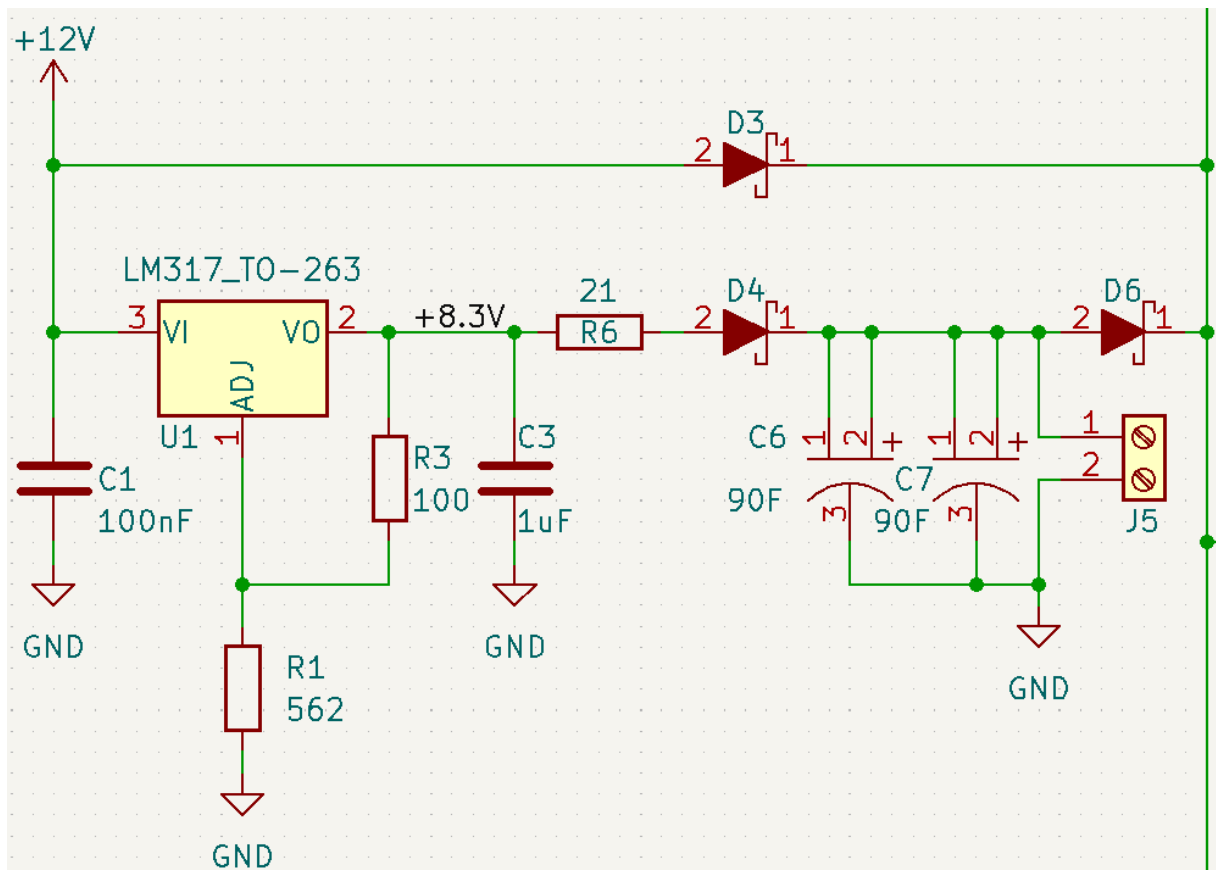 +12V
D3
2
1
LM317_TO-263
21
D4
D6
3
VI
VO
2
+8.3V
R6
2
1
2
1
ADJ
U1
1
R3
100
C3
C6
1
2
+
C7
1
2
+
1
2
C1
100nF
1uF
90F
3
90F
3
J5
GND
GND
R1
562
GND
GND